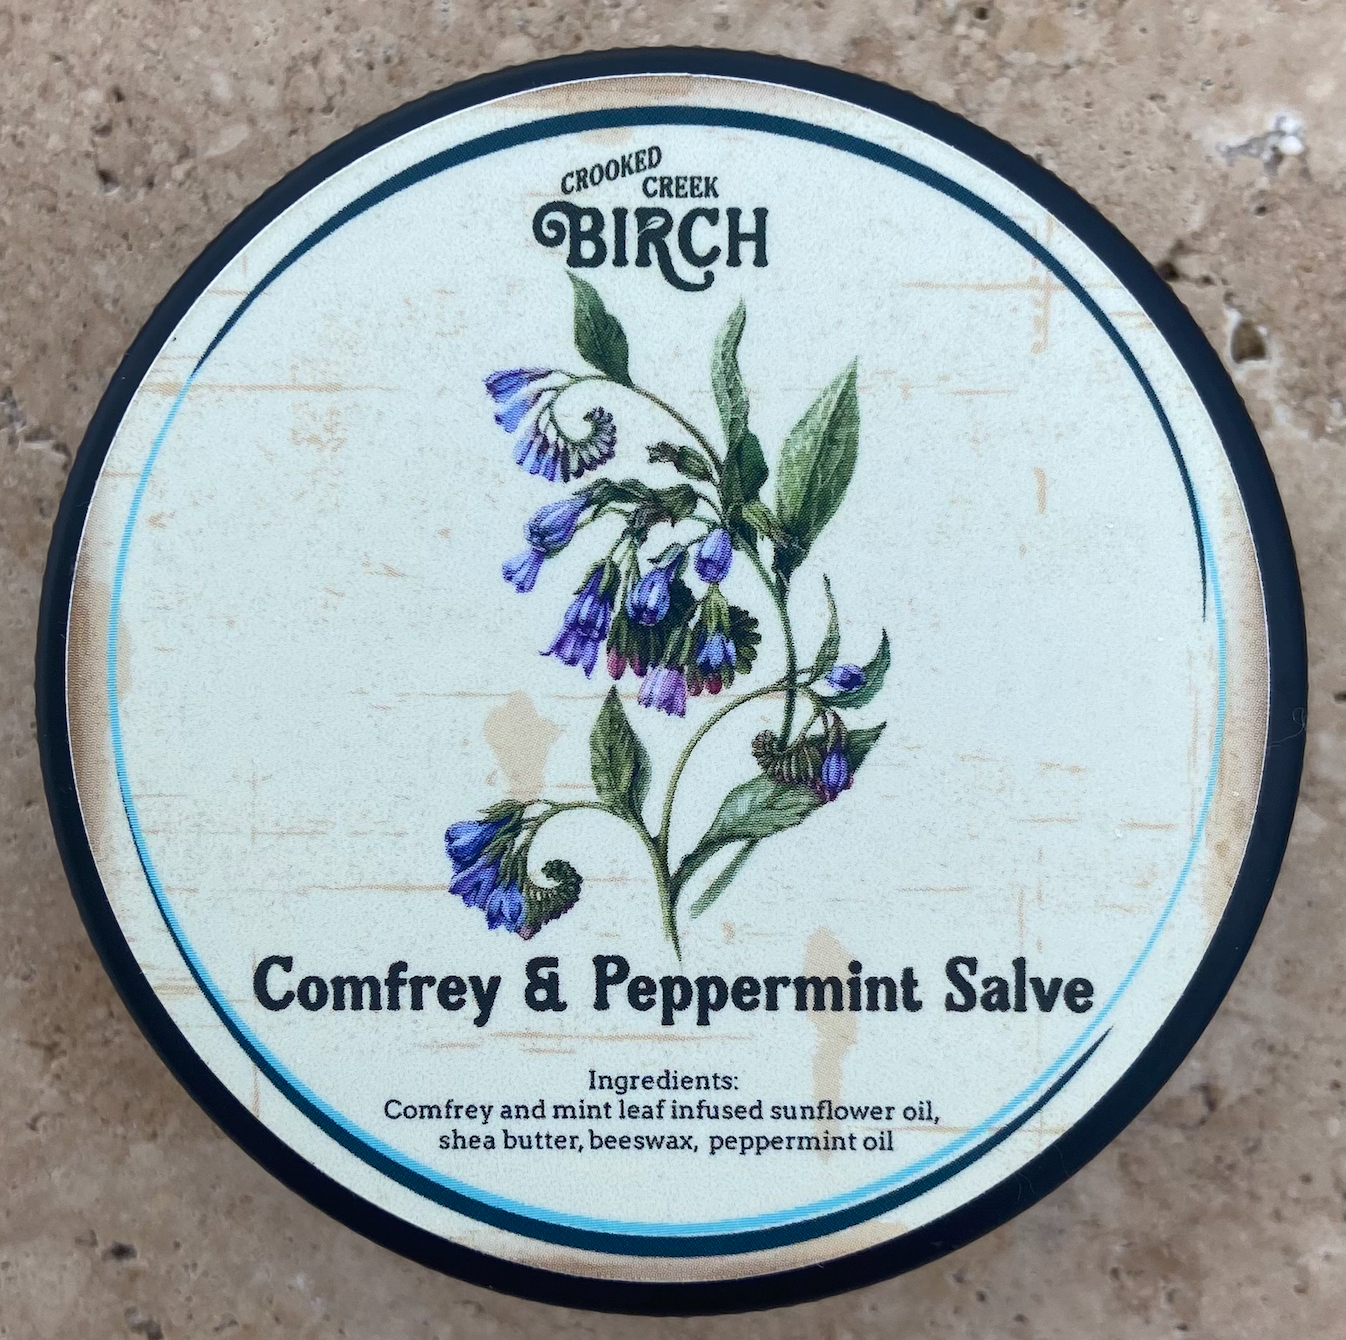 CROOKED
CREEK
BIRCH
Comfrey & Peppermint Salve
Ingredients:
Comfrey and mint leaf infused sunflower oil,
shea butter, beeswax, peppermint oil